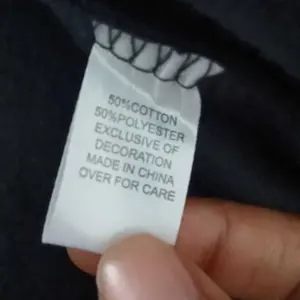 50%COTTON
50%POLYESTER
EXCLUSIVE OF
DECORATION
MADE IN CHINA
OVER FOR CARE